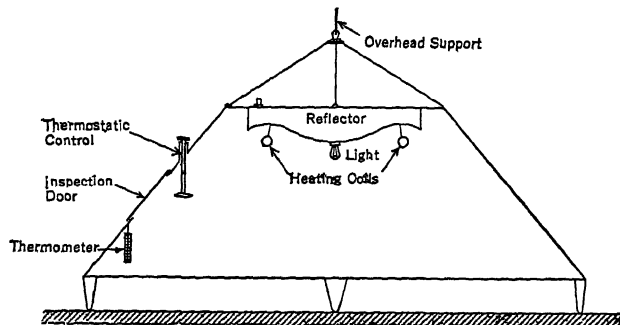 Overhead Support
Reflector
Thermostatic
Control
Light
Heating Coils
Inspection
Door
Thermometer